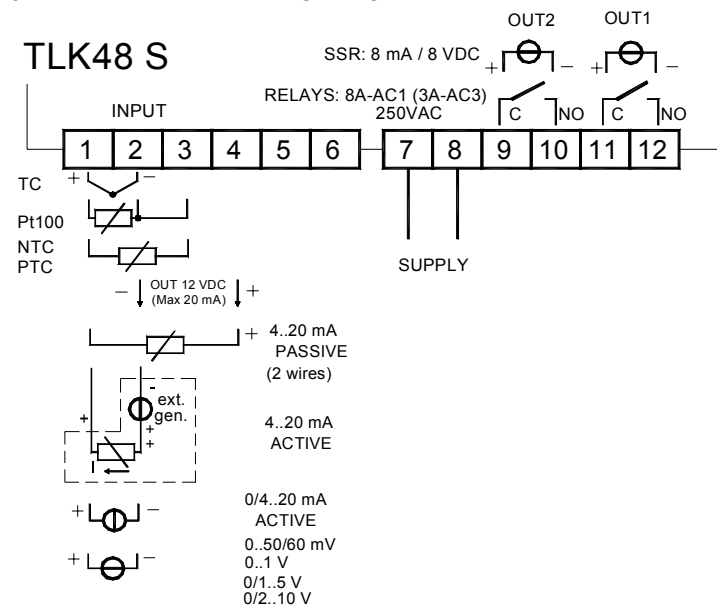 OUT2 OUT1
TLK48 S
SSR: 8 mA / 8 VDC
+ − + −
RELAYS: 8A-AC1 (3A-AC3)
250VAC
C NO C NO
INPUT
1 2 3 4 5 6 7 8 9 10 11 12
TC + −
Pt100
NTC
PTC
SUPPLY
− OUT 12 VDC +
(Max 20 mA)
+ 4..20 mA
PASSIVE
(2 wires)
-
ext.
gen.
+ +
+
4..20 mA
ACTIVE
I
+ −
0/4..20 mA
ACTIVE
+ −
0..50/60 mV
0..1 V
0/1..5 V
0/2..10 V